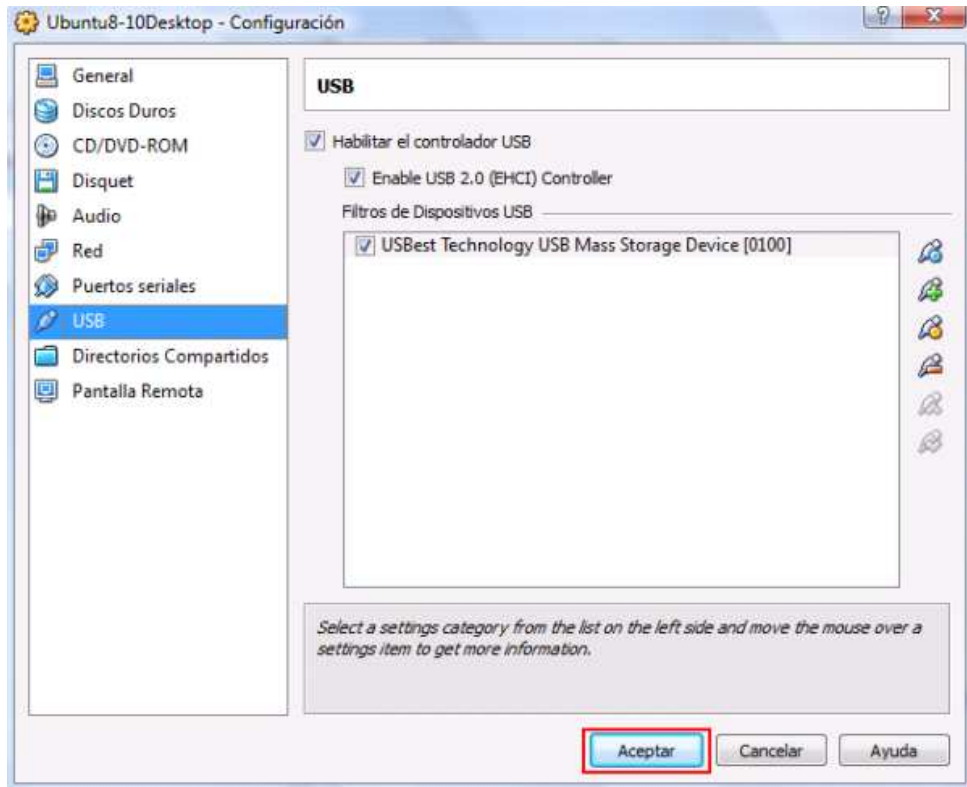 Ubuntu8-10Desktop - Configuración
General
Discos Duros
CD/DVD-ROM
Disquet
Audio
Red
Puertos seriales
USB
Directorios Compartidos
Pantalla Remota
USB
Habilitar el controlador USB
Enable USB 2.0 (EHCI) Controller
Filtros de Dispositivos USB
USBest Technology USB Mass Storage Device [0100]
Select a settings category from the list on the left side and move the mouse over a
settings item to get more information.
Aceptar
Cancelar
Ayuda